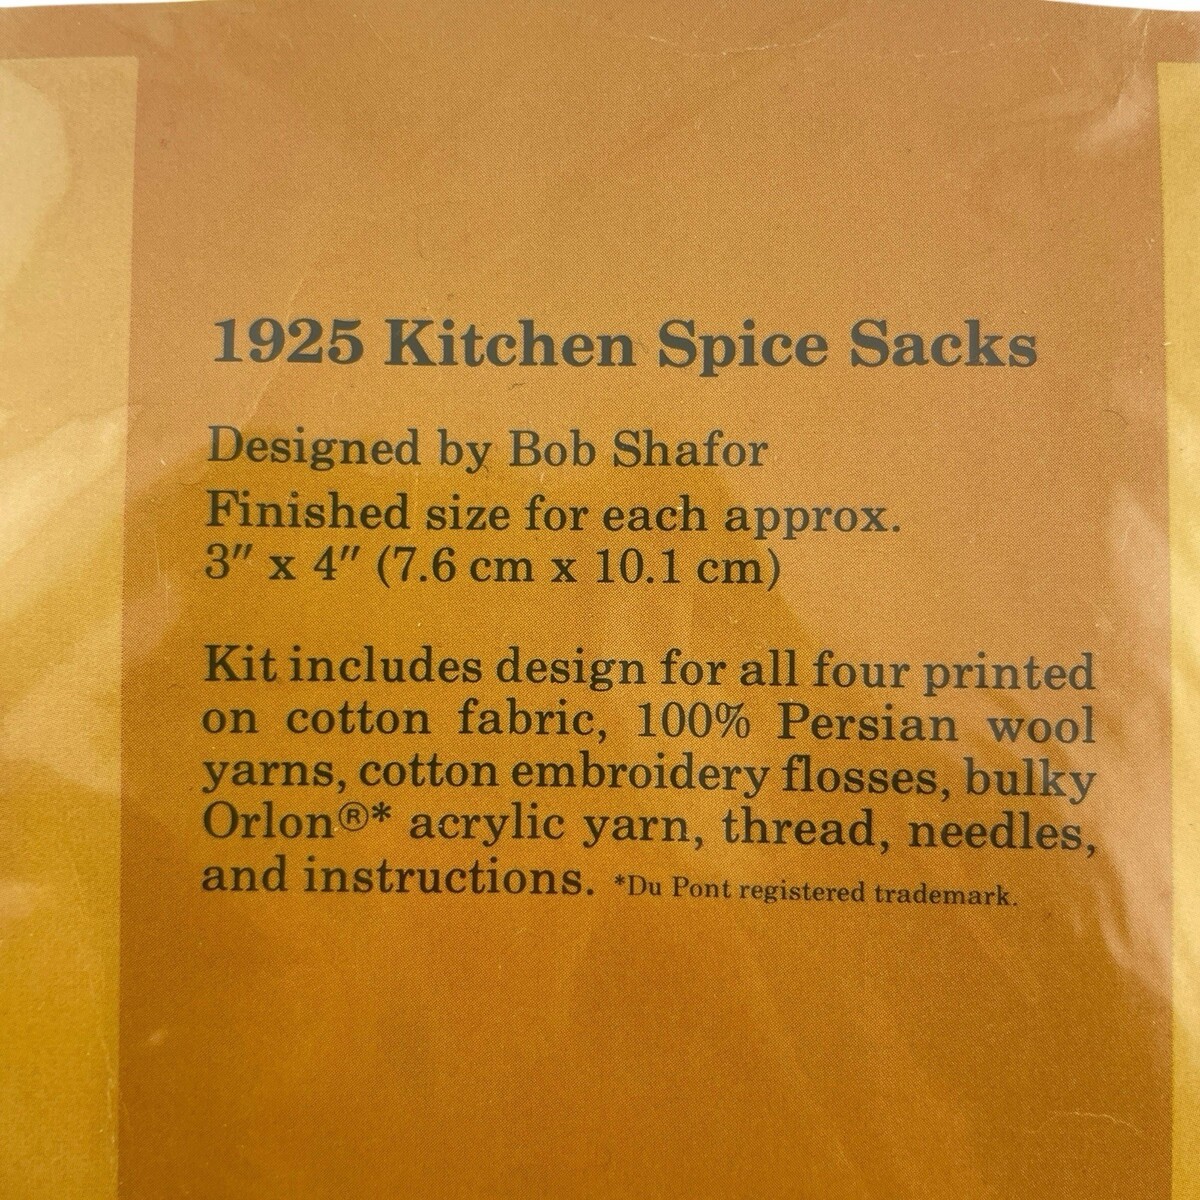 1925 Kitchen Spice Sacks
Designed by Bob Shafor
Finished size for each approx.
3″ x 4″ (7.6 cm x 10.1 cm)
Kit includes design for all four printed
on cotton fabric, 100% Persian wool
yarns, cotton embroidery flosses, bulky
Orlon®* acrylic yarn, thread, needles,
and instructions. *Du Pont registered trademark.